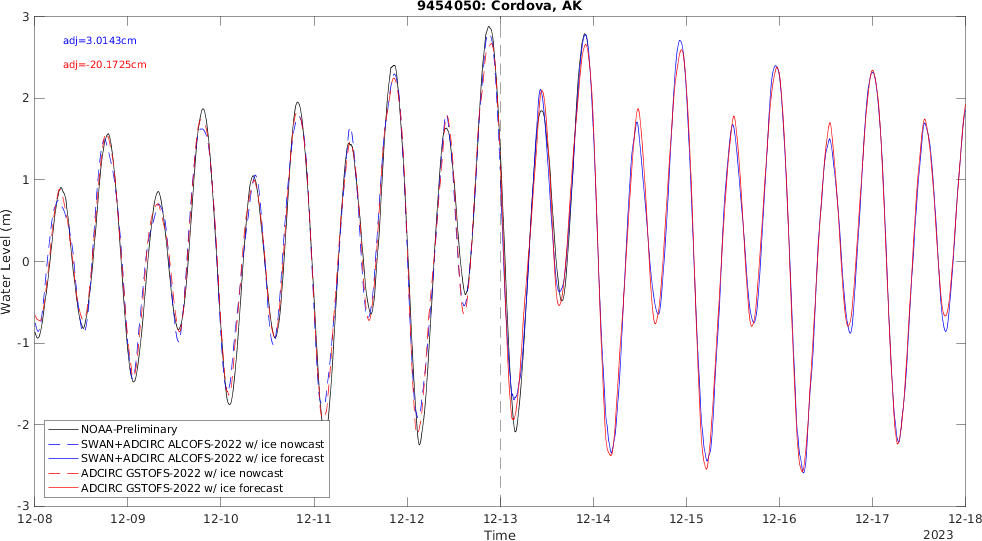 9454050: Cordova, AK
adj=3.0143cm
adj=-20.1725cm
3
2
1
0
-1
-2
-3
Water Level (m)
NOAA-Preliminary
SWAN+ADCIRC ALCOFS-2022 w/ ice nowcast
SWAN+ADCIRC ALCOFS-2022 w/ ice forecast
ADCIRC GSTOFS-2022 w/ ice nowcast
ADCIRC GSTOFS-2022 w/ ice forecast
12-08 12-09 12-10 12-11 12-12 12-13 12-14 12-15 12-16 12-17 12-18
Time
2023